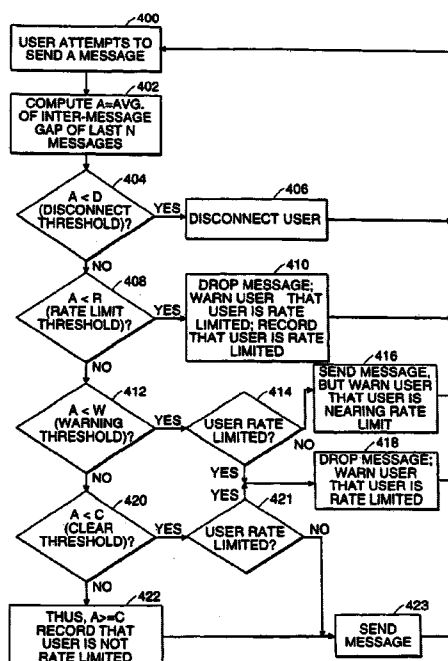 400
USER ATTEMPTS TO
SEND A MESSAGE
402
COMPUTE A=AVG.
OF INTER-MESSAGE
GAP OF LAST N
MESSAGES
404
A < D
(DISCONNECT
THRESHOLD)?
YES
406
DISCONNECT USER
NO
408
A < R
(RATE LIMIT
THRESHOLD)?
YES
410
DROP MESSAGE;
WARN USER THAT
USER IS RATE
LIMITED; RECORD
THAT USER IS RATE
LIMITED
NO
412
A < W
(WARNING
THRESHOLD)?
YES
414
USER RATE
LIMITED?
NO
416
SEND MESSAGE,
BUT WARN USER
THAT USER IS
NEARING RATE
LIMIT
YES
418
DROP MESSAGE;
WARN USER
THAT USER IS
RATE LIMITED
NO
420
A < C
(CLEAR
THRESHOLD)?
YES
YES
421
USER RATE
LIMITED?
NO
NO
422
THUS, A>=C
RECORD THAT
USER IS NOT
RATE LIMITED
423
SEND
MESSAGE